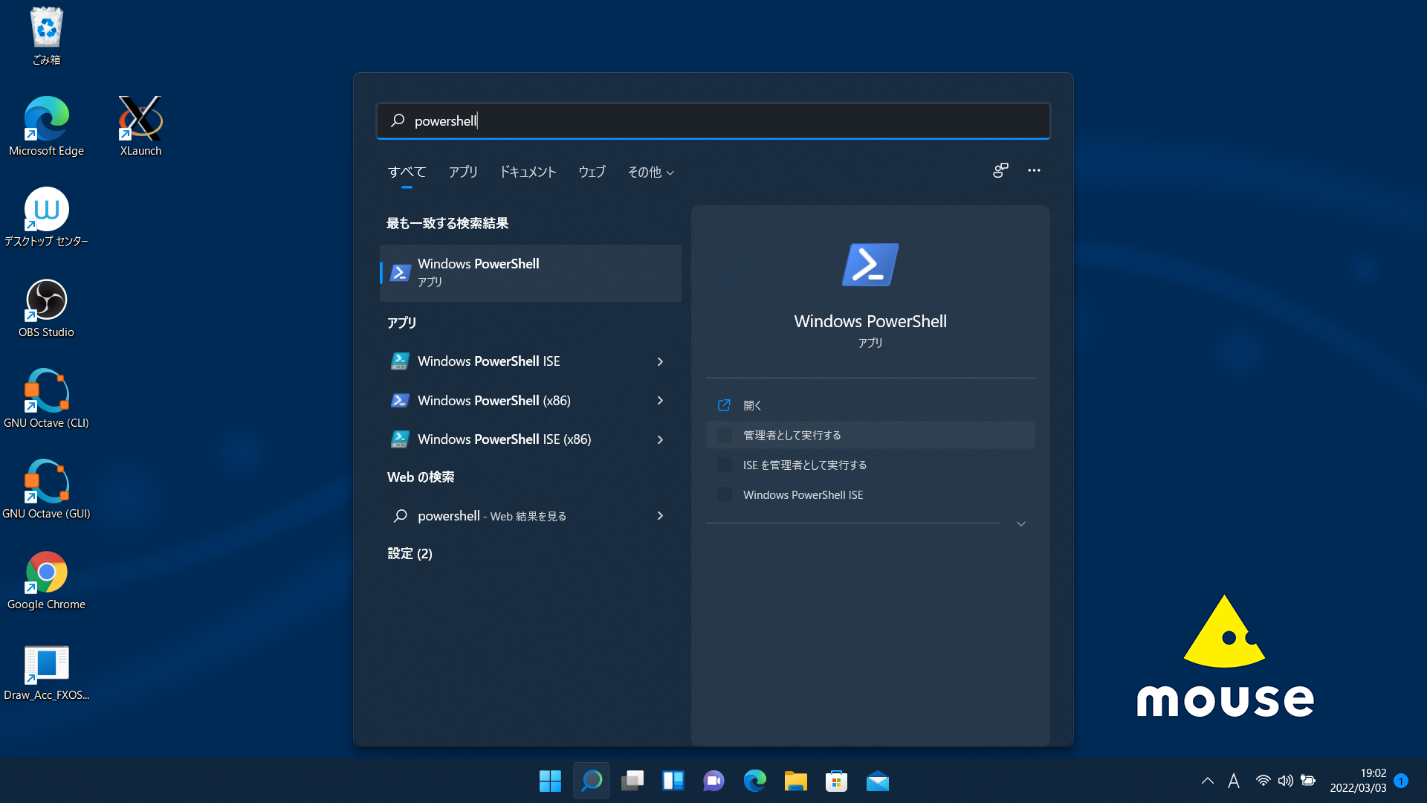 ごみ箱
Microsoft Edge
XLaunch
デスクトップ センター
OBS Studio
GNU Octave (CLI)
GNU Octave (GUI)
Google Chrome
Draw_Acc_FXOS...
powershell
すべて
アプリ
ドキュメント
ウェブ
その他
最も一致する検索結果
Windows PowerShell
アプリ
アプリ
Windows PowerShell ISE
Windows PowerShell (x86)
Windows PowerShell ISE (x86)
Web の検索
powershell - Web 結果を見る
設定 (2)
Windows PowerShell
アプリ
開く
管理者として実行する
ISE を管理者として実行する
Windows PowerShell ISE
mouse
A
19:02
2022/03/03
1